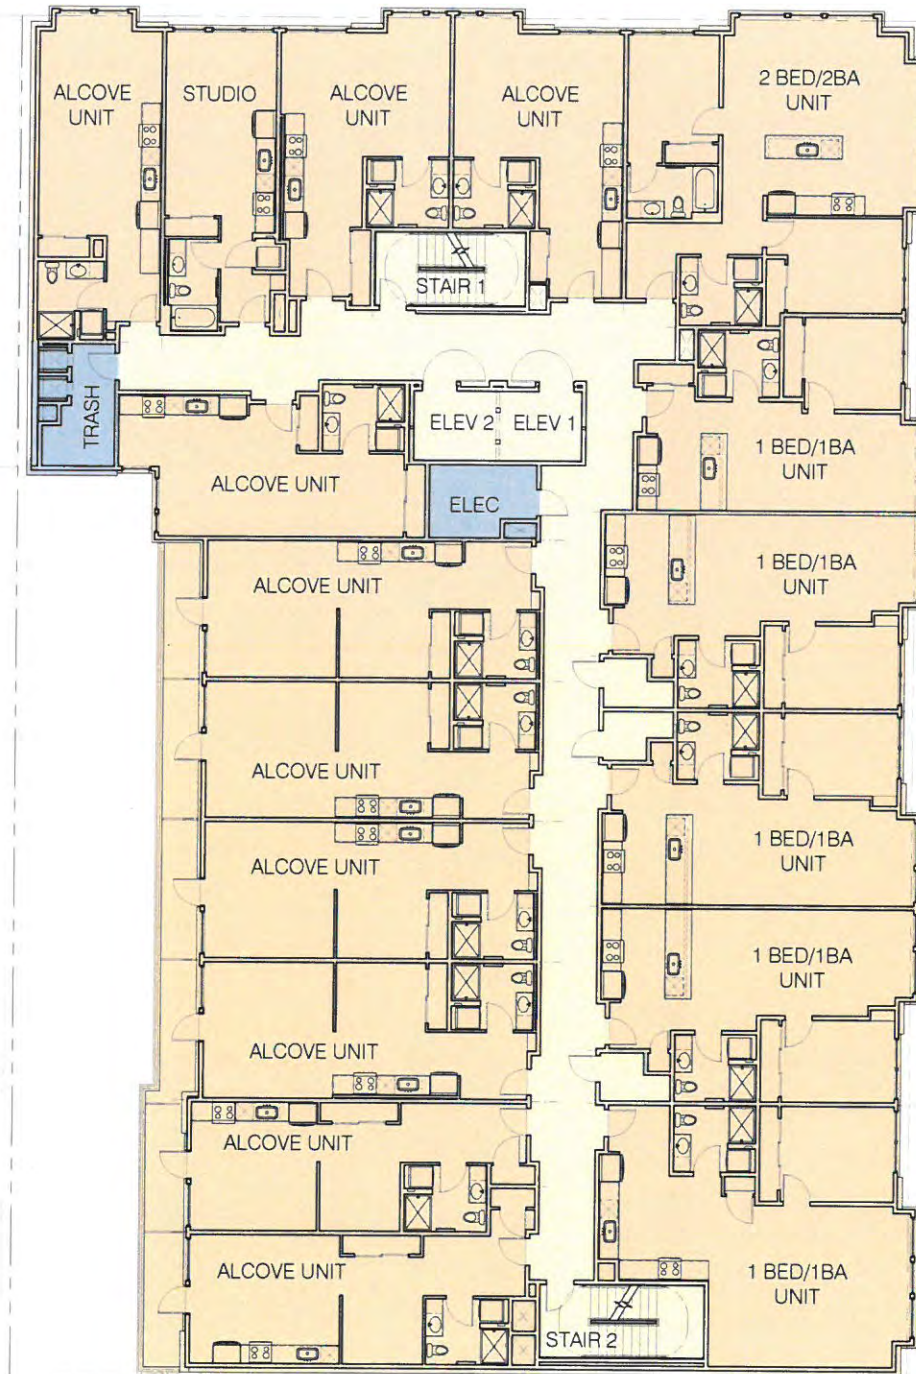 ALCOVE
UNIT
STUDIO
ALCOVE
UNIT
ALCOVE
UNIT
2 BED/2BA
UNIT
STAIR 1
TRASH
ELEV 2
ELEV 1
ALCOVE UNIT
ELEC
1 BED/1BA
UNIT
ALCOVE UNIT
1 BED/1BA
UNIT
ALCOVE UNIT
1 BED/1BA
UNIT
ALCOVE UNIT
1 BED/1BA
UNIT
ALCOVE UNIT
ALCOVE UNIT
ALCOVE UNIT
1 BED/1BA
UNIT
STAIR 2